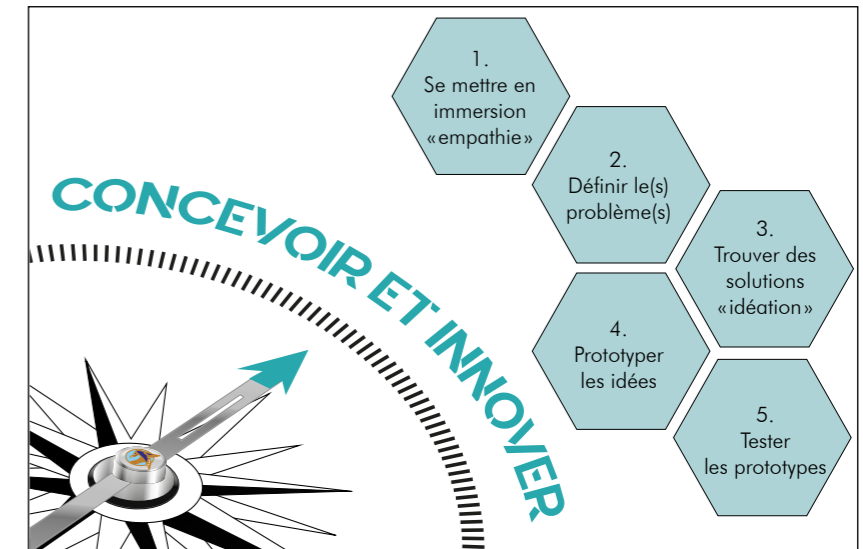 CONCEVOIR ET INNOVER
1.
Se mettre en
immersion
«empathie»
2.
Définir le(s)
problème(s)
3.
Trouver des
solutions
«idéation»
4.
Prototyper
les idées
5.
Tester
les prototypes